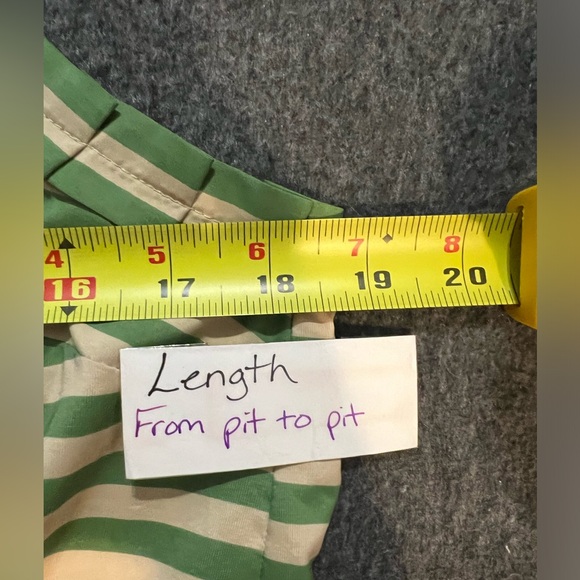 4 5 6 7 8
16 17 18 19 20
Length
From pit to pit